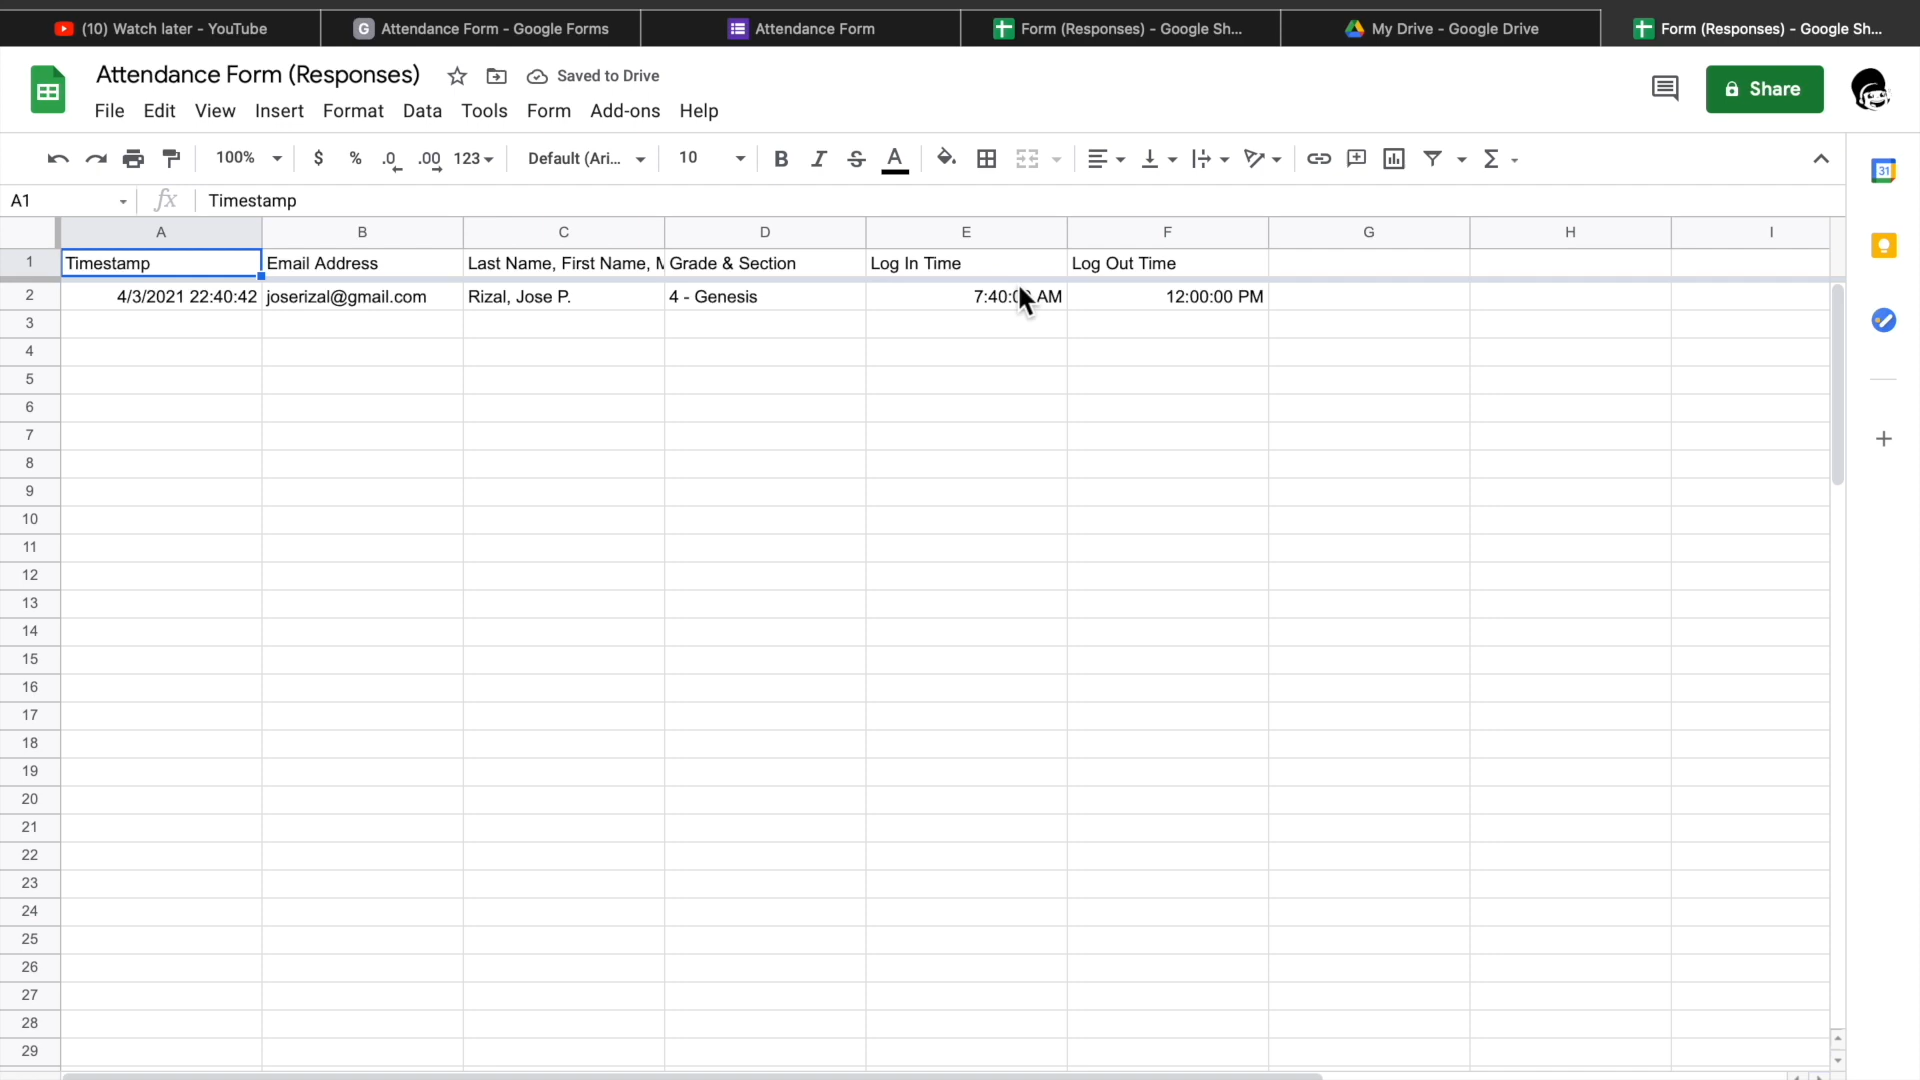 (10) Watch later - YouTube
G Attendance Form - Google Forms
Attendance Form
Form (Responses) - Google Sh...
My Drive - Google Drive
Form (Responses) - Google Sh...
Attendance Form (Responses)
Saved to Drive
Share
File Edit View Insert Format Data Tools Form Add-ons Help
100% $ % .0 .00 123 Default (Ari... 10 B I S A Σ
31
A1 fx Timestamp
A B C D E F G H I
1 Timestamp Email Address Last Name, First Name, M Grade & Section Log In Time Log Out Time
2 4/3/2021 22:40:42 joserizal@gmail.com Rizal, Jose P. 4 - Genesis AM 12:00:00 PM
3
4
5
6
7
8
9
10
11
12
13
14
15
16
17
18
19
20
21
22
23
24
25
26
27
28
29